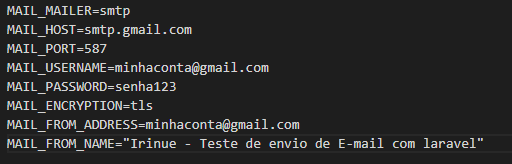 MAIL_MAILER=smtp
MAIL_HOST=smtp.gmail.com
MAIL_PORT=587
MAIL_USERNAME=minhaconta@gmail.com
MAIL_PASSWORD=senha123
MAIL_ENCRYPTION=tls
MAIL_FROM_ADDRESS=minhaconta@gmail.com
MAIL_FROM_NAME="Irinue - Teste de envio de E-mail com laravel"